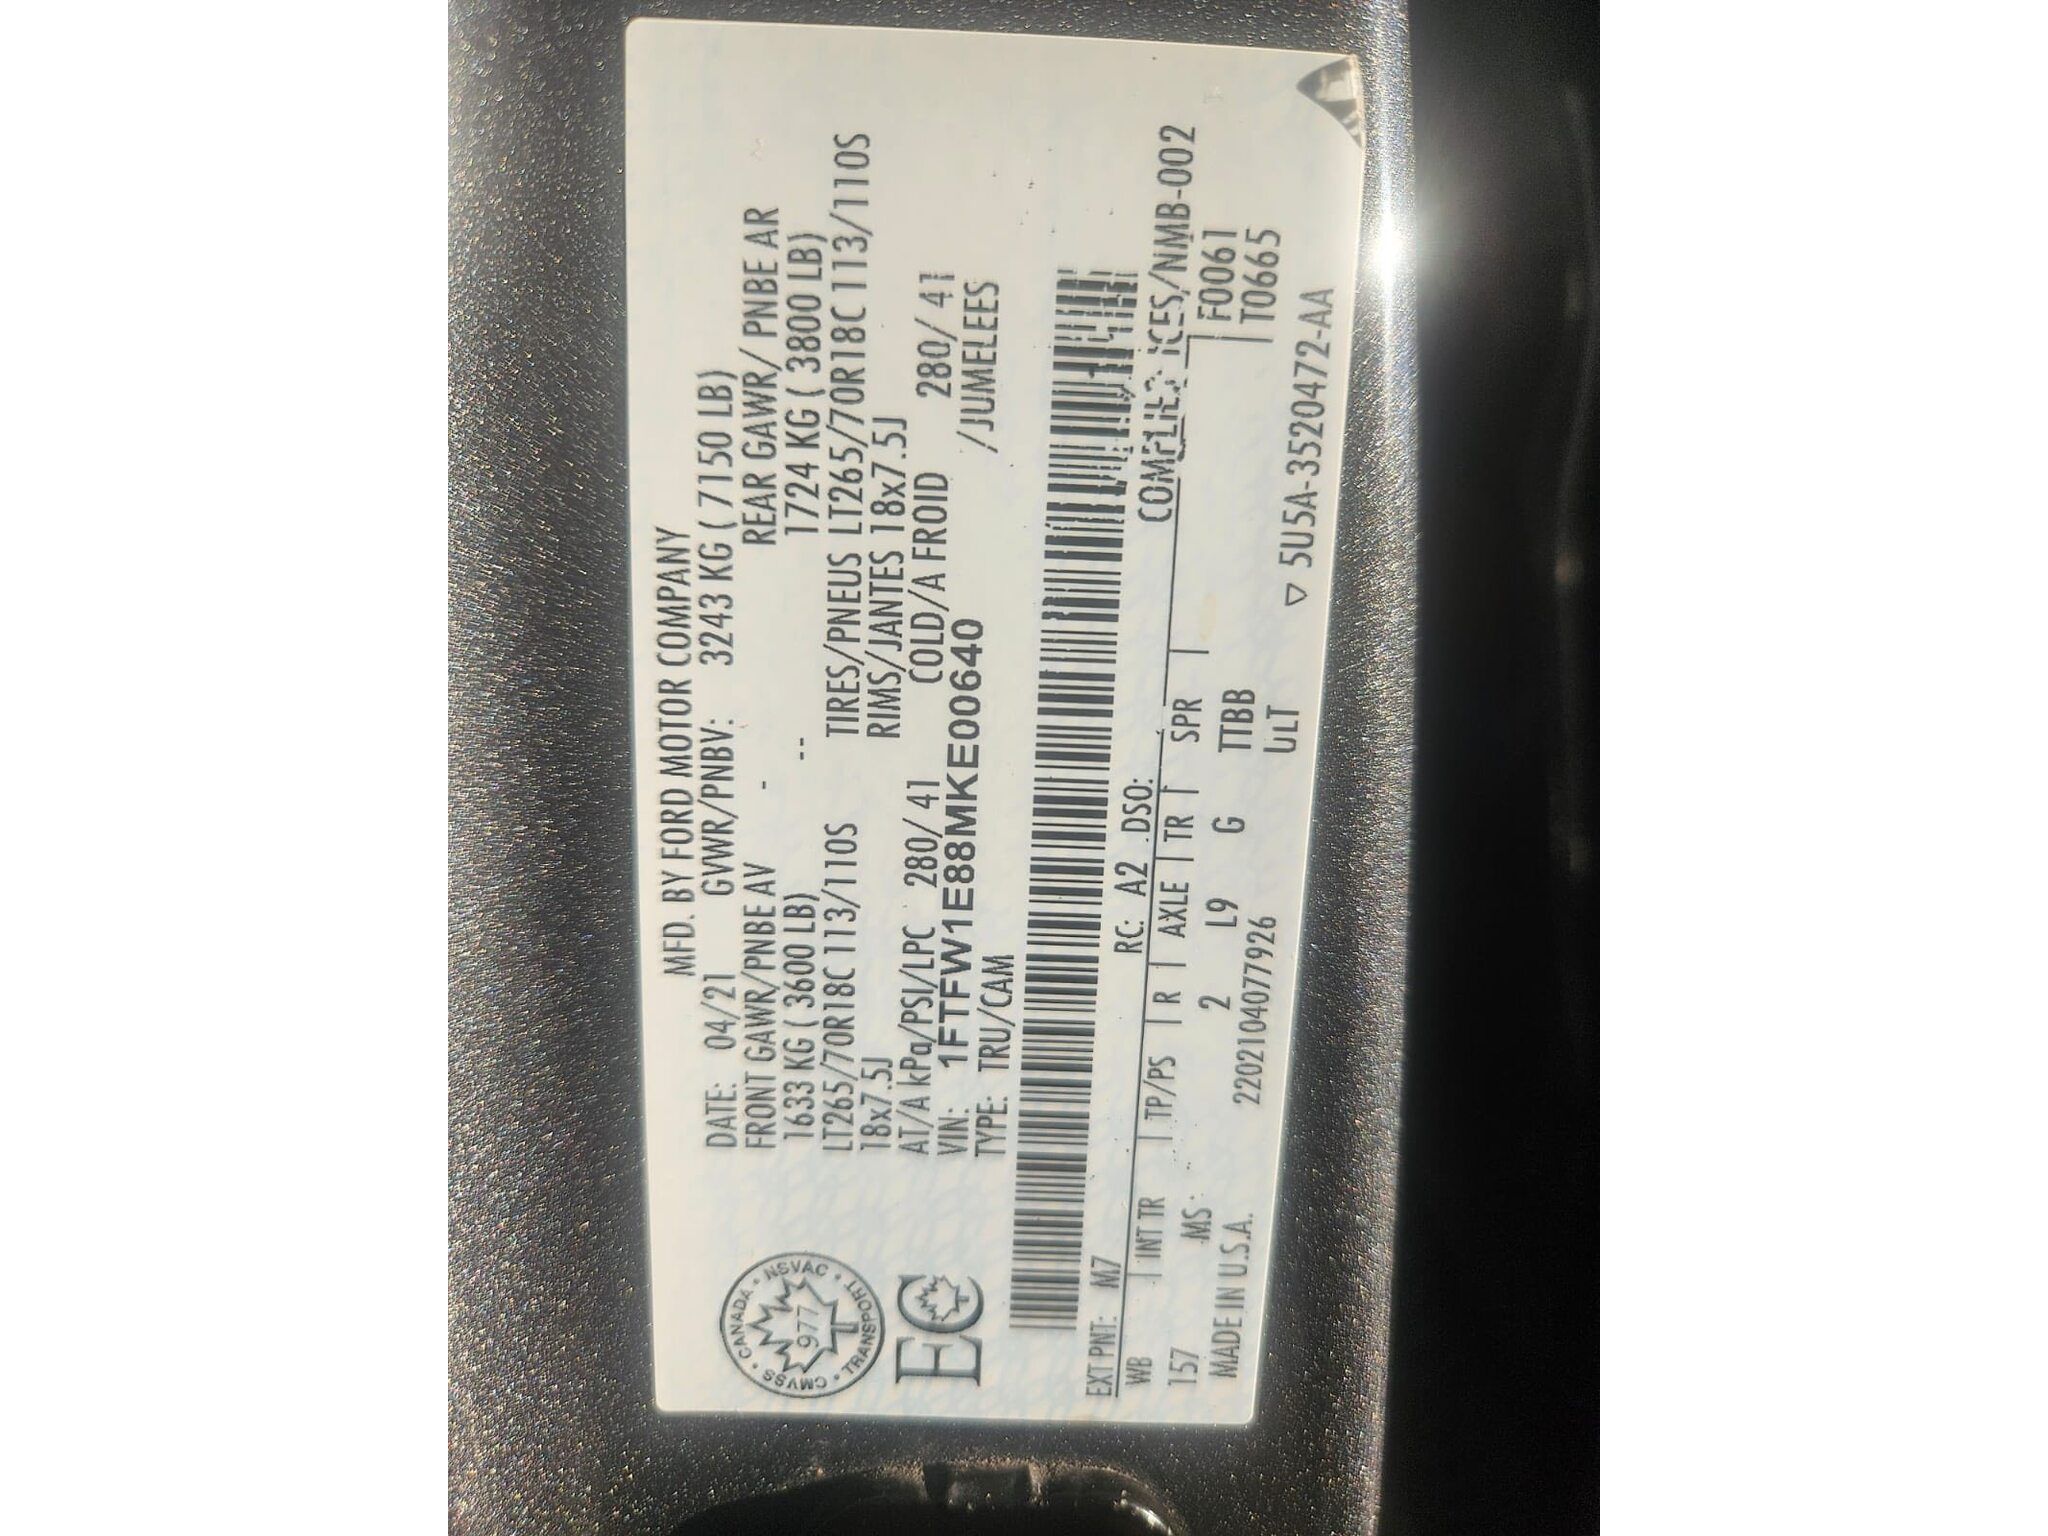 MFD. BY FORD MOTOR COMPANY
DATE: 04/21 GVWR/PNBV: 3243 KG ( 7150 LB)
FRONT GAWR/PNBE AV - REAR GAWR/ PNBE AR
1633 KG ( 3600 LB) -- 1724 KG ( 3800 LB)
LT265/70R18C 113/110S TIRES/PNEUS LT265/70R18C 113/110S
18x7.5J RIMS/JANTES 18x7.5J
AT/A kPa/PSI/LPC 280/ 41 COLD/A FROID 280/ 41
VIN: 1FTFW1E88MKE00640 /JUMELEES
TYPE: TRU/CAM
CANADA • NSVAC • TRANSPORT • CMVSS •
977
EC
EXT PNT: M7 RC: A2 DSO: COMPLIES ICES/NMB-002
WB | INT TR | TP/PS | R | AXLE | TR | SPR | | F0061
157 MS: 2 L9 G TTBB | T0665
MADE IN U.S.A. 2202104077926 ULT
▽ 5U5A-3520472-AA